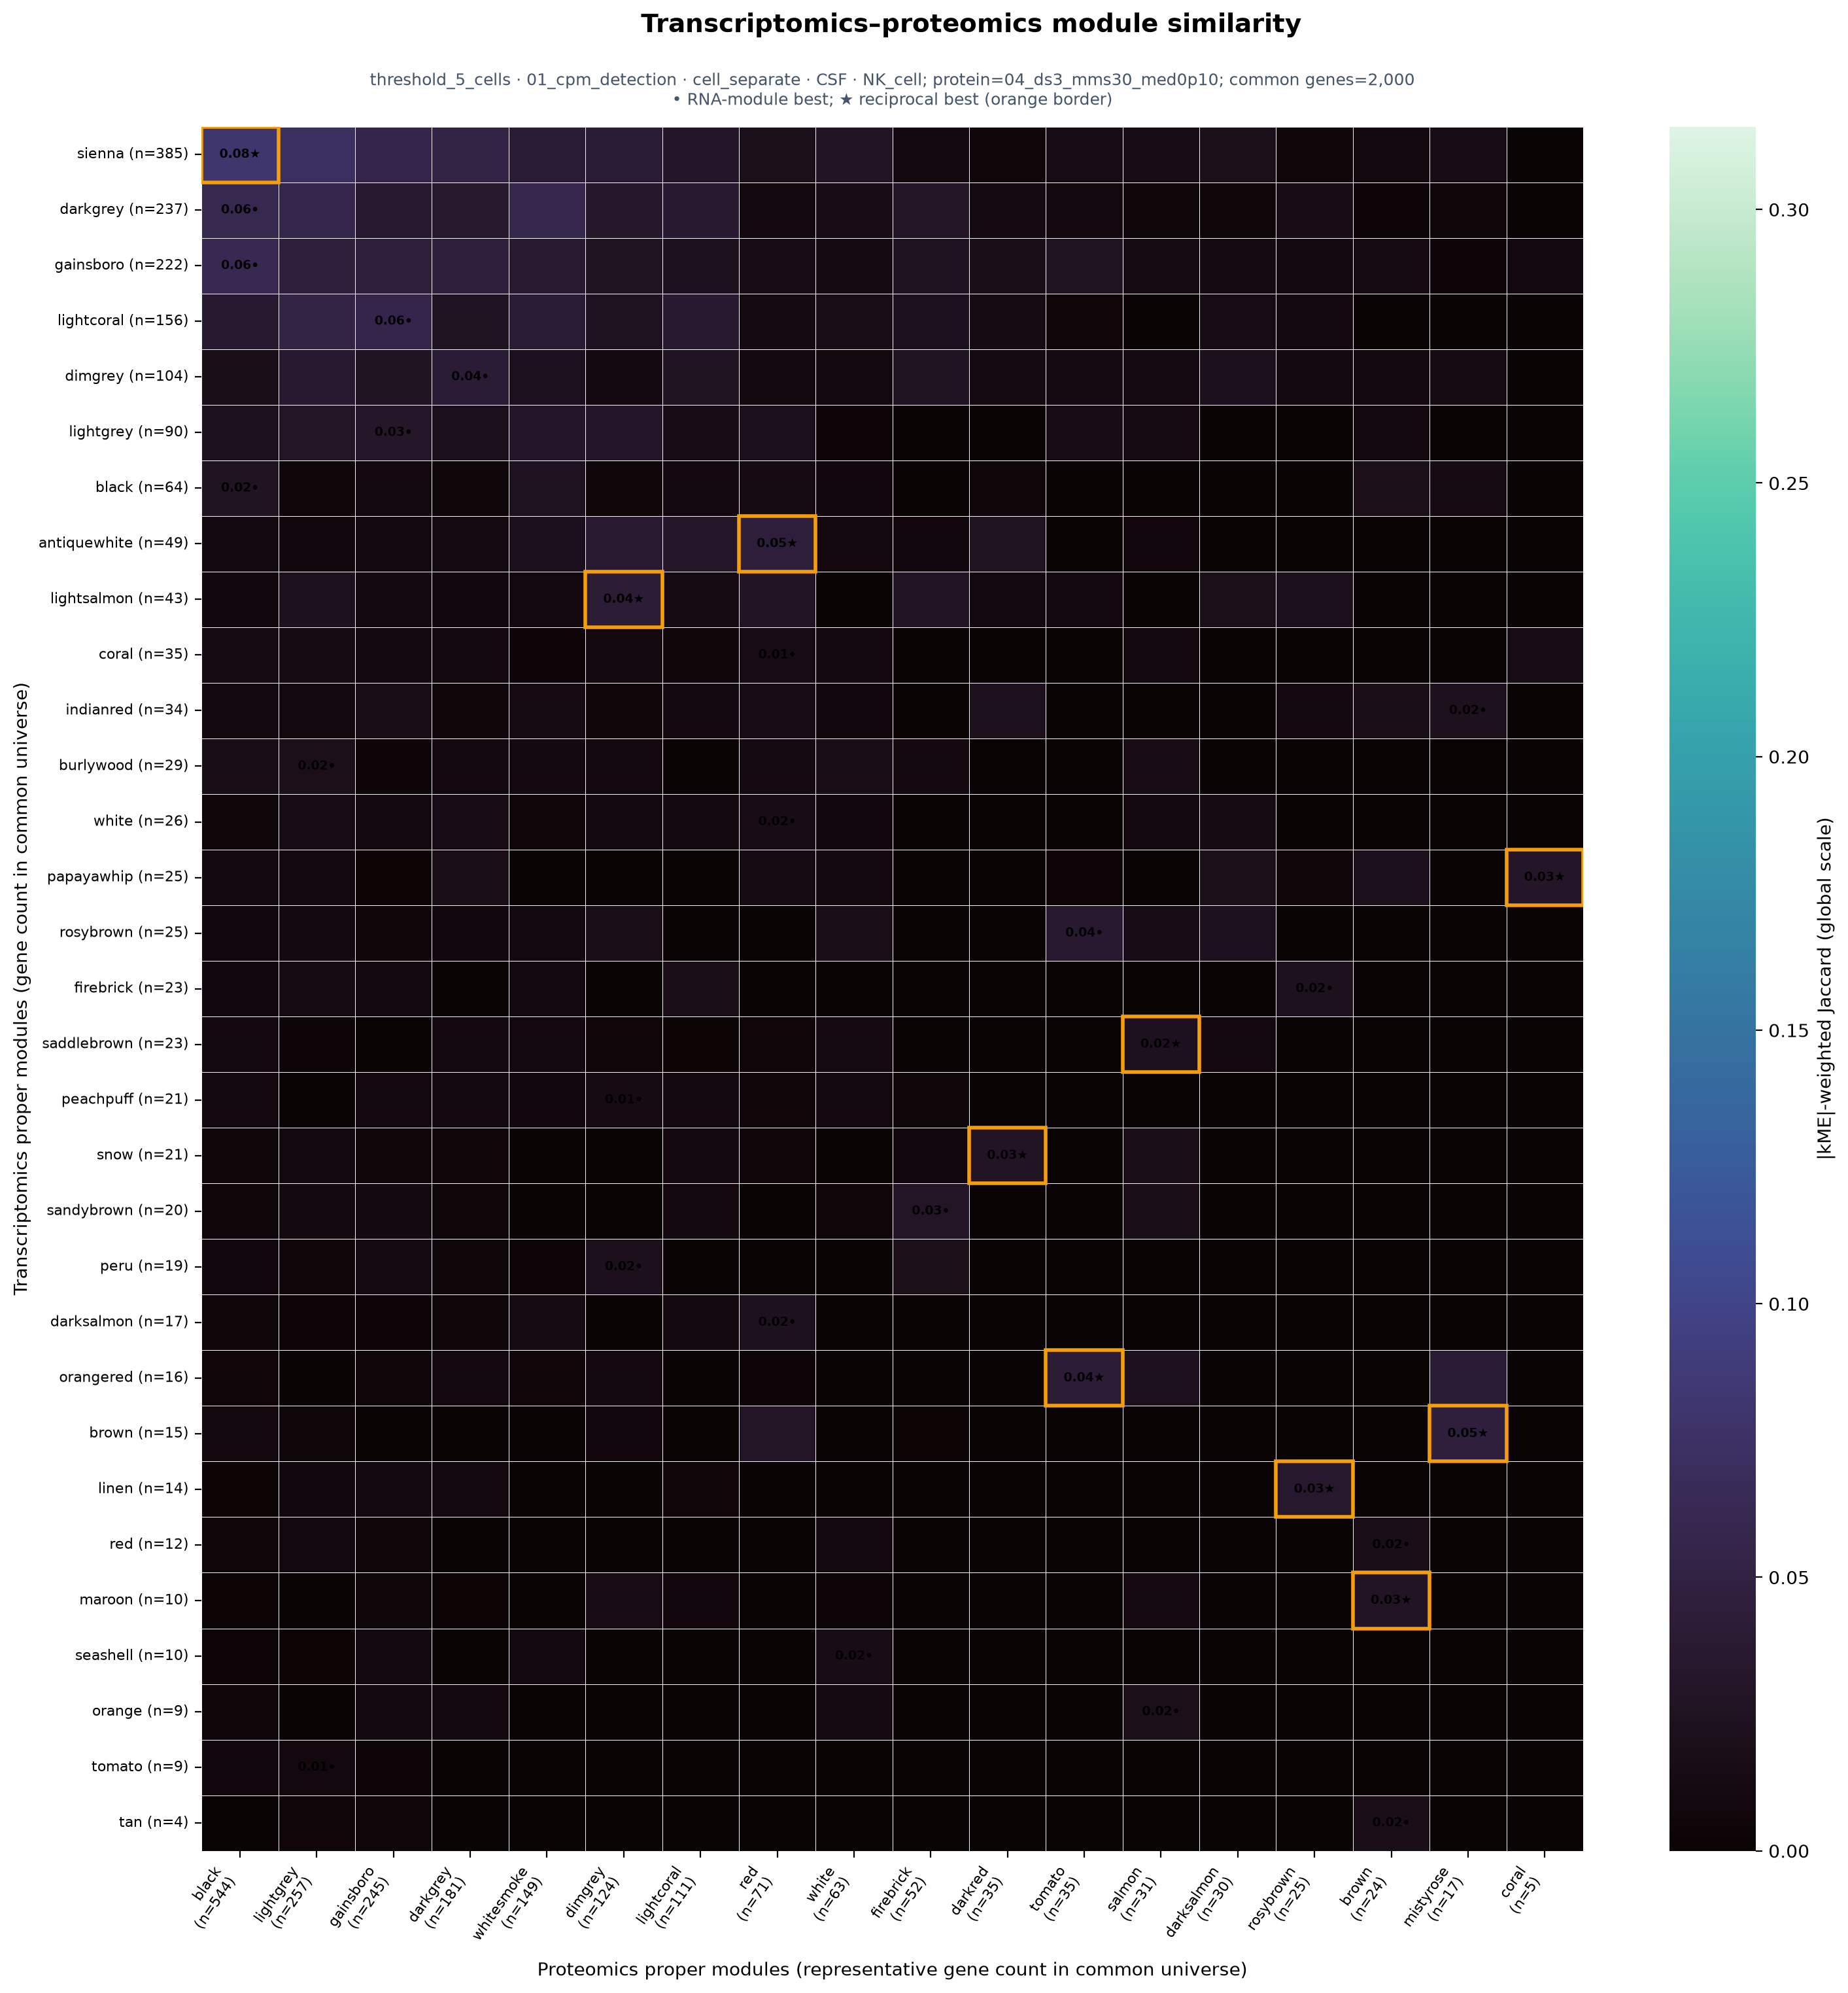 Transcriptomics–proteomics module similarity
threshold_5_cells · 01_cpm_detection · cell_separate · CSF · NK_cell; protein=04_ds3_mms30_med0p10; common genes=2,000
• RNA-module best; ★ reciprocal best (orange border)
Transcriptomics proper modules (gene count in common universe)
sienna (n=385)
0.08★
darkgrey (n=237)
0.06•
gainsboro (n=222)
0.06•
lightcoral (n=156)
0.06•
dimgrey (n=104)
0.04•
lightgrey (n=90)
0.03•
black (n=64)
0.02•
antiquewhite (n=49)
0.05★
lightsalmon (n=43)
0.04★
coral (n=35)
0.01•
indianred (n=34)
0.02•
burlywood (n=29)
0.02•
white (n=26)
0.02•
papayawhip (n=25)
0.03★
rosybrown (n=25)
0.04•
firebrick (n=23)
0.02•
saddlebrown (n=23)
0.02★
peachpuff (n=21)
0.01•
snow (n=21)
0.03★
sandybrown (n=20)
0.03•
peru (n=19)
0.02•
darksalmon (n=17)
0.02•
orangered (n=16)
0.04★
brown (n=15)
0.05★
linen (n=14)
0.03★
red (n=12)
0.02•
maroon (n=10)
0.03★
seashell (n=10)
0.02•
orange (n=9)
0.02•
tomato (n=9)
0.01•
tan (n=4)
0.02•
black
(n=544)
lightgrey
(n=257)
gainsboro
(n=245)
darkgrey
(n=181)
whitesmoke
(n=149)
dimgrey
(n=124)
lightcoral
(n=111)
red
(n=71)
white
(n=63)
firebrick
(n=52)
darkred
(n=35)
tomato
(n=35)
salmon
(n=31)
darksalmon
(n=30)
rosybrown
(n=25)
brown
(n=24)
mistyrose
(n=17)
coral
(n=5)
Proteomics proper modules (representative gene count in common universe)
0.30
0.25
0.20
0.15
0.10
0.05
0.00
|kME|-weighted Jaccard (global scale)